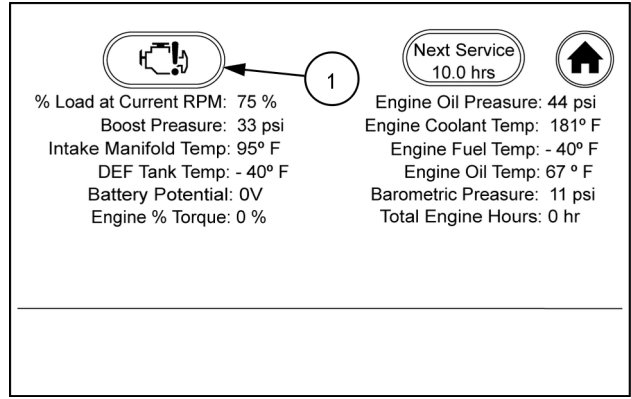 1
Next Service
10.0 hrs
% Load at Current RPM: 75 %
Boost Preasure: 33 psi
Intake Manifold Temp: 95º F
DEF Tank Temp: - 40º F
Battery Potential: 0V
Engine % Torque: 0 %
Engine Oil Preasure: 44 psi
Engine Coolant Temp: 181º F
Engine Fuel Temp: - 40º F
Engine Oil Temp: 67 º F
Barometric Preasure: 11 psi
Total Engine Hours: 0 hr